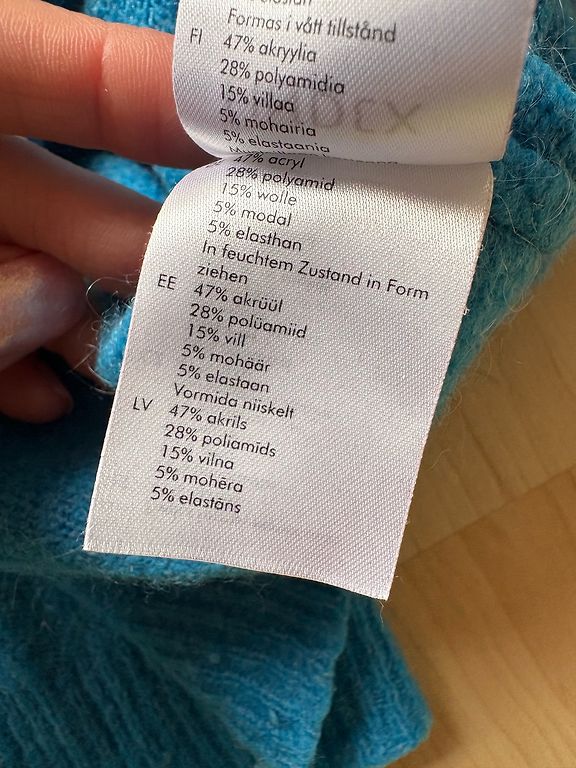 elastan
Formas i vått tillstånd
FI 47% akryylia
28% polyamidia
15% villaa
5% mohairia
5% elastaania
47% acryl
28% polyamid
15% wolle
5% modal
5% elasthan
In feuchtem Zustand in Form
ziehen
EE 47% akrüül
28% polüamiid
15% vill
5% mohäär
5% elastaan
Vormida niiskelt
LV 47% akrils
28% poliamīds
15% vilna
5% mohēra
5% elastāns